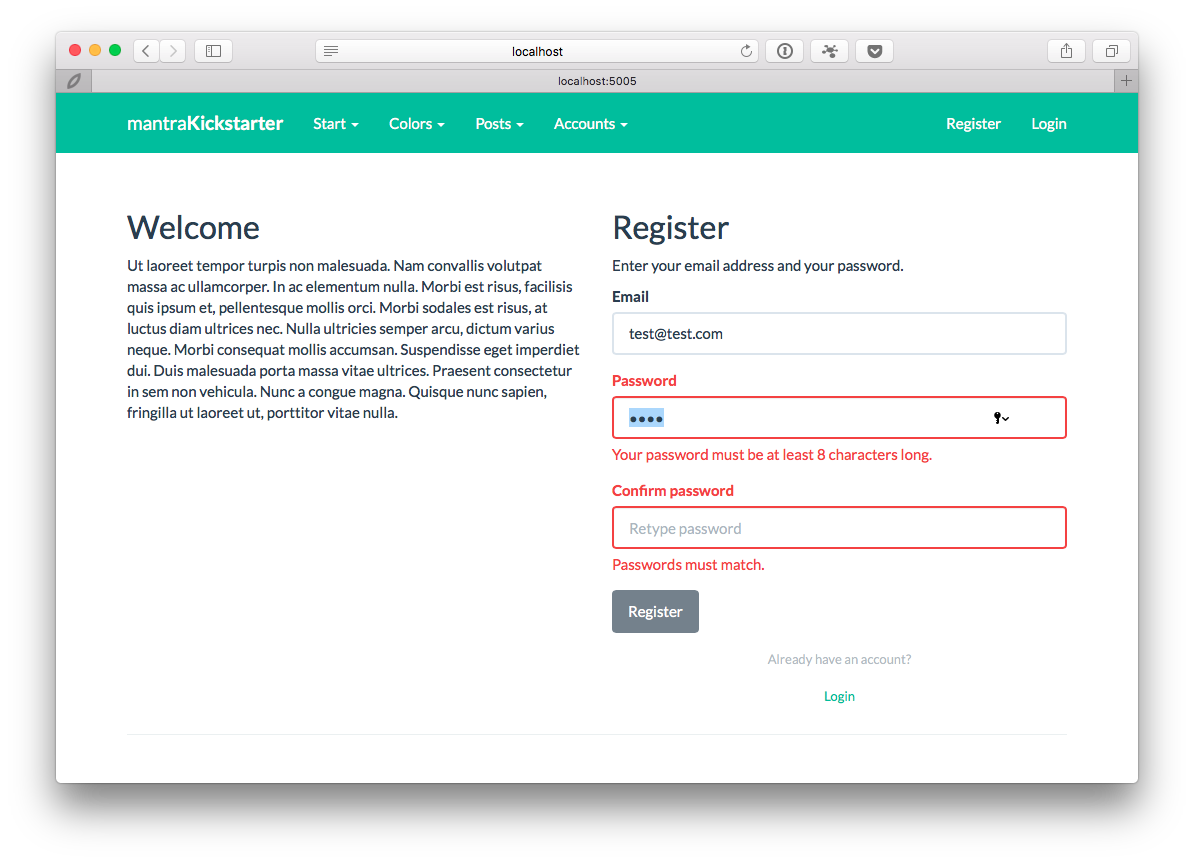 localhost
localhost:5005
mantraKickstarter
Start
Colors
Posts
Accounts
Register
Login
Welcome
Ut laoreet tempor turpis non malesuada. Nam convallis volutpat
massa ac ullamcorper. In ac elementum nulla. Morbi est risus, facilisis
quis ipsum et, pellentesque mollis orci. Morbi sodales est risus, at
luctus diam ultrices nec. Nulla ultricies semper arcu, dictum varius
neque. Morbi consequat mollis accumsan. Suspendisse eget imperdiet
dui. Duis malesuada porta massa vitae ultrices. Praesent consectetur
in sem non vehicula. Nunc a congue magna. Quisque nunc sapien,
fringilla ut laoreet ut, porttitor vitae nulla.
Register
Enter your email address and your password.
Email
test@test.com
Password
••••
Your password must be at least 8 characters long.
Confirm password
Retype password
Passwords must match.
Register
Already have an account?
Login